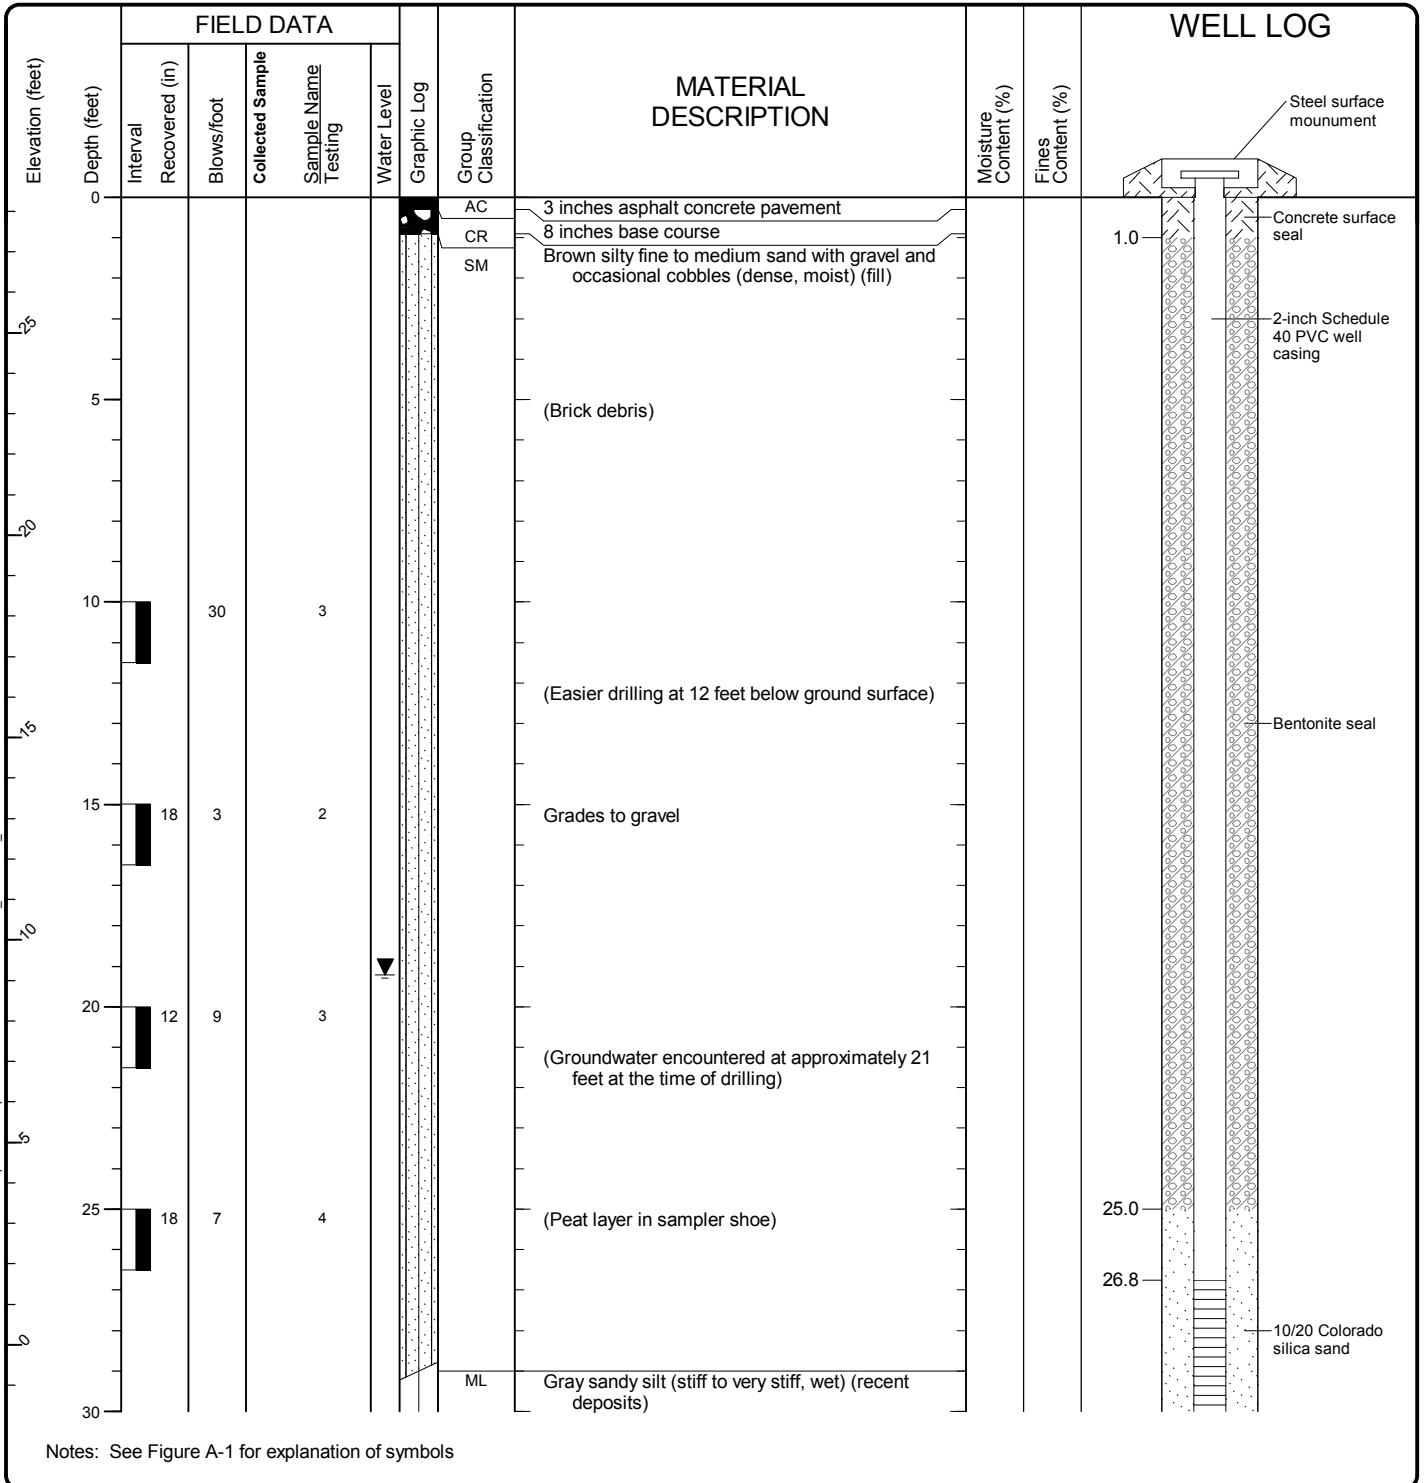 FIELD DATA
WELL LOG
Elevation (feet)
Depth (feet)
Interval
Recovered (in)
Blows/foot
Collected Sample
Sample Name
Testing
Water Level
Graphic Log
Group
Classification
MATERIAL
DESCRIPTION
Moisture
Content (%)
Fines
Content (%)
Steel surface
mounument
0
AC
3 inches asphalt concrete pavement
Concrete surface
seal
CR
8 inches base course
1.0
SM
Brown silty fine to medium sand with gravel and
occasional cobbles (dense, moist) (fill)
25
2-inch Schedule
40 PVC well
casing
5
(Brick debris)
20
10
30
3
(Easier drilling at 12 feet below ground surface)
15
Bentonite seal
15
18
3
2
Grades to gravel
10
20
12
9
3
(Groundwater encountered at approximately 21
feet at the time of drilling)
5
25
18
7
4
(Peat layer in sampler shoe)
25.0
26.8
0
10/20 Colorado
silica sand
ML
Gray sandy silt (stiff to very stiff, wet) (recent
deposits)
30
Notes: See Figure A-1 for explanation of symbols